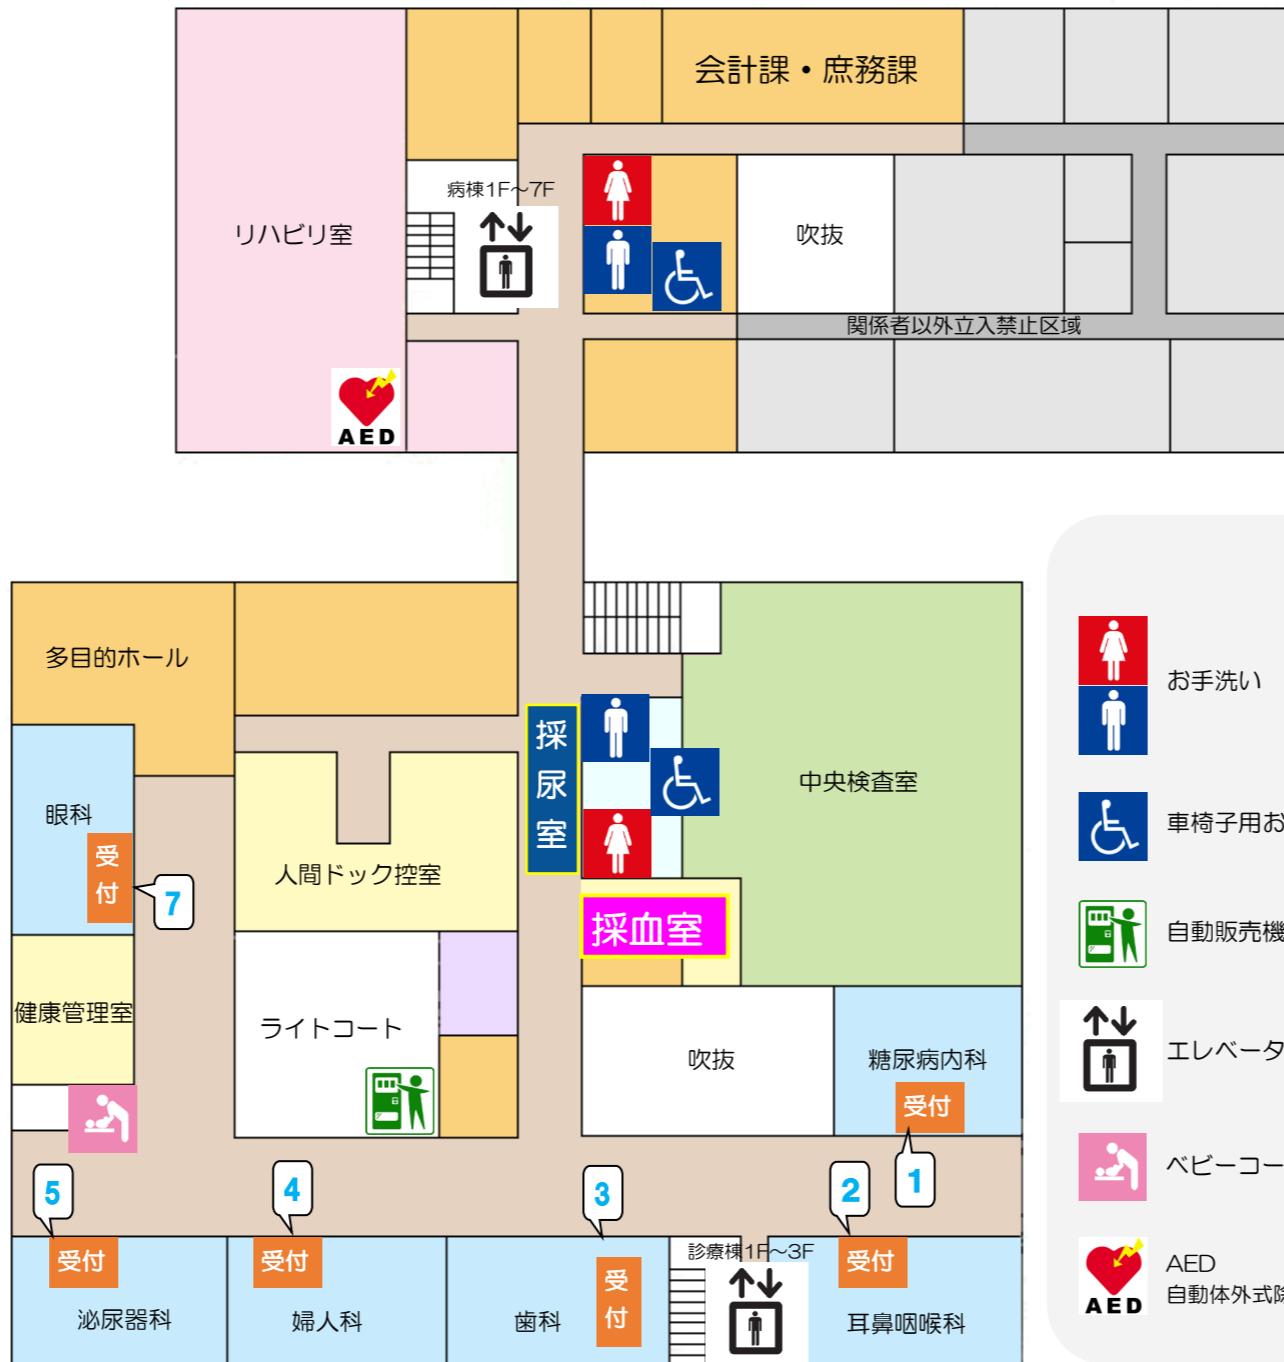 会計課・庶務課
病棟1F～7F
リハビリ室
吹抜
関係者以外立入禁止区域
AED
多目的ホール
お手洗い
採尿室
中央検査室
眼科
車椅子用お
受付
人間ドック控室
7
採血室
自動販売機
健康管理室
ライトコート
吹抜
糖尿病内科
エレベータ
受付
ベビーコー
5
4
3
2
1
受付
受付
受付
受付
診療棟1F～3F
AED
AED
自動体外式除
泌尿器科
婦人科
歯科
耳鼻咽喉科